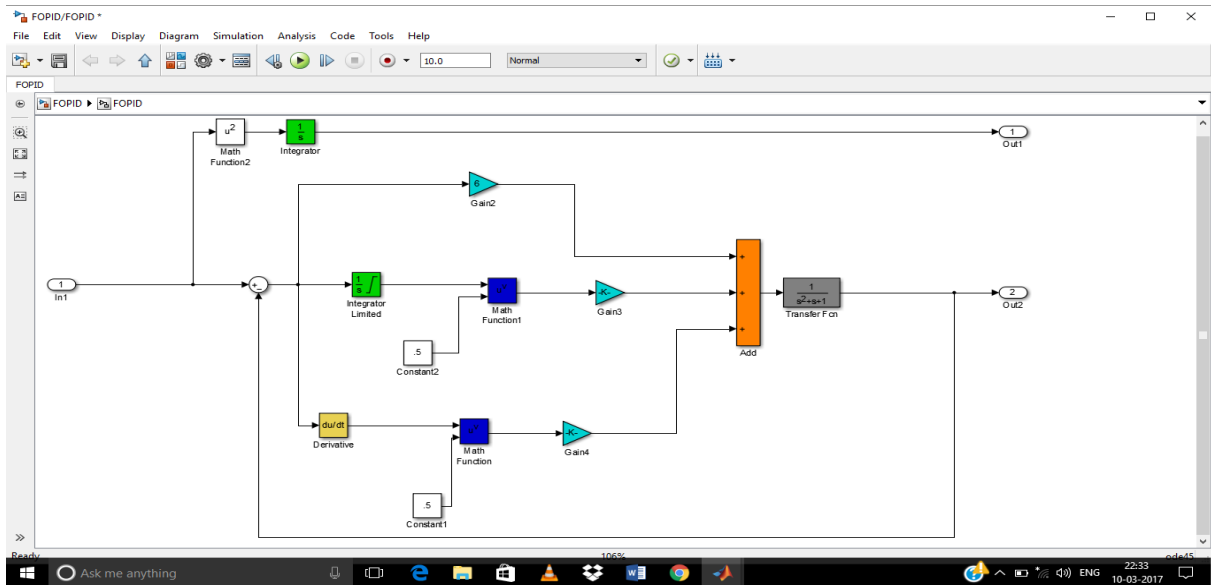 FOPID/FOPID *
File Edit View Display Diagram Simulation Analysis Code Tools Help
10.0 Normal
FOPID
FOPID FOPID
u²
Math
Function2
1
s
Integrator
1
Out1
6
Gain2
1
In1
+
-
1
s
Integrator
Limited
Math
Function1
-K-
Gain3
.5
Constant2
+
+
+
Add
1
s²+s+1
Transfer Fcn
2
Out2
du/dt
Derivative
Math
Function
-K-
Gain4
.5
Constant1
Ready 106% ode45
Ask me anything
ENG
22:33
10-03-2017